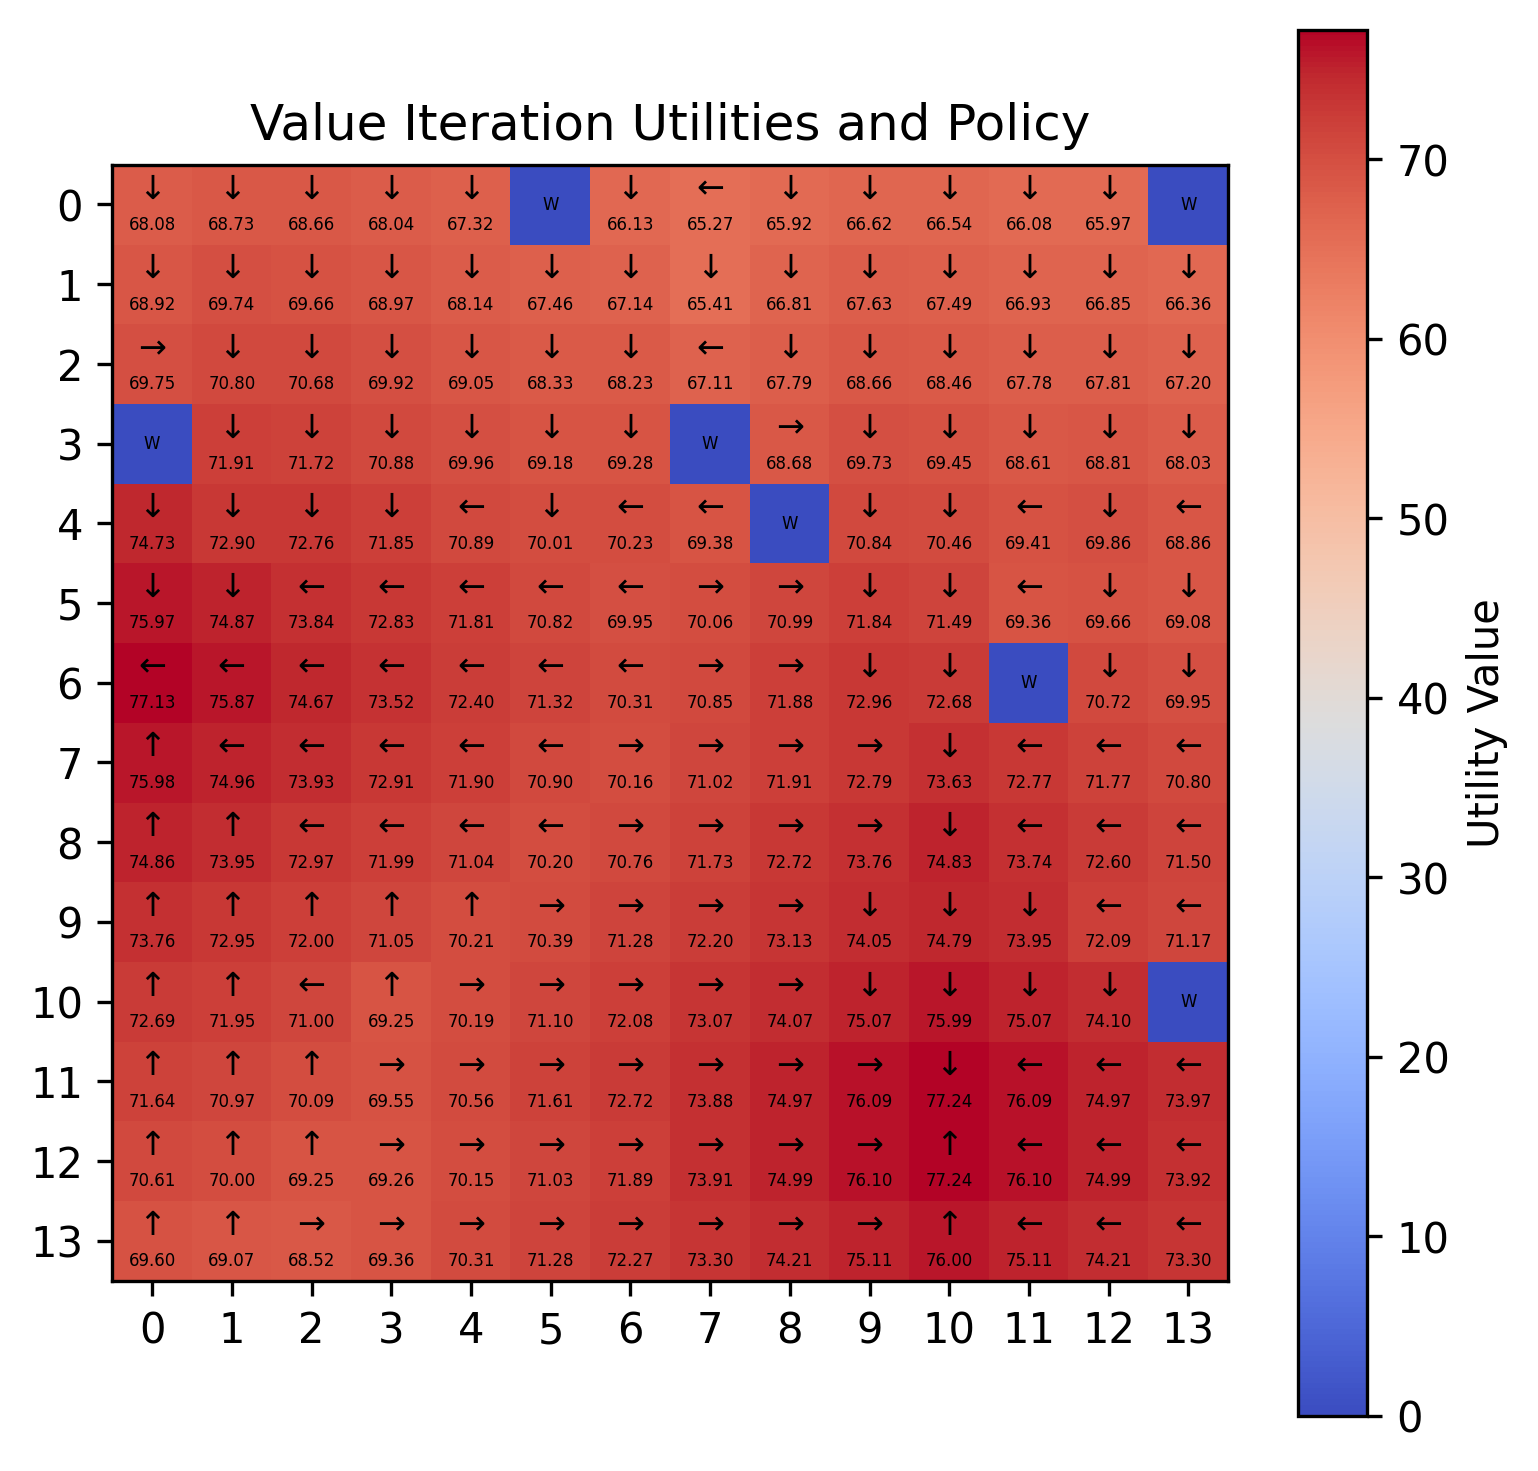 Value Iteration Utilities and Policy
0 ↓ ↓ ↓ ↓ ↓ W ↓ ← ↓ ↓ ↓ ↓ ↓ W
68.08 68.73 68.66 68.04 67.32 66.13 65.27 65.92 66.62 66.54 66.08 65.97
1 ↓ ↓ ↓ ↓ ↓ ↓ ↓ ↓ ↓ ↓ ↓ ↓ ↓ ↓
68.92 69.74 69.66 68.97 68.14 67.46 67.14 65.41 66.81 67.63 67.49 66.93 66.85 66.36
2 → ↓ ↓ ↓ ↓ ↓ ↓ ← ↓ ↓ ↓ ↓ ↓ ↓
69.75 70.80 70.68 69.92 69.05 68.33 68.23 67.11 67.79 68.66 68.46 67.78 67.81 67.20
3 W ↓ ↓ ↓ ↓ ↓ ↓ W → ↓ ↓ ↓ ↓ ↓
71.91 71.72 70.88 69.96 69.18 69.28 68.68 69.73 69.45 68.61 68.81 68.03
4 ↓ ↓ ↓ ↓ ← ↓ ← ← W ↓ ↓ ← ↓ ←
74.73 72.90 72.76 71.85 70.89 70.01 70.23 69.38 70.84 70.46 69.41 69.86 68.86
5 ↓ ↓ ← ← ← ← ← → → ↓ ↓ ← ↓ ↓
75.97 74.87 73.84 72.83 71.81 70.82 69.95 70.06 70.99 71.84 71.49 69.36 69.66 69.08
6 ← ← ← ← ← ← ← → → ↓ ↓ W ↓ ↓
77.13 75.87 74.67 73.52 72.40 71.32 70.31 70.85 71.88 72.96 72.68 70.72 69.95
7 ↑ ← ← ← ← ← → → → → ↓ ← ← ←
75.98 74.96 73.93 72.91 71.90 70.90 70.16 71.02 71.91 72.79 73.63 72.77 71.77 70.80
8 ↑ ↑ ← ← ← ← → → → → ↓ ← ← ←
74.86 73.95 72.97 71.99 71.04 70.20 70.76 71.73 72.72 73.76 74.83 73.74 72.60 71.50
9 ↑ ↑ ↑ ↑ ↑ → → → → ↓ ↓ ↓ ← ←
73.76 72.95 72.00 71.05 70.21 70.39 71.28 72.20 73.13 74.05 74.79 73.95 72.09 71.17
10 ↑ ↑ ← ↑ → → → → → ↓ ↓ ↓ ↓ W
72.69 71.95 71.00 69.25 70.19 71.10 72.08 73.07 74.07 75.07 75.99 75.07 74.10
11 ↑ ↑ ↑ → → → → → → → ↓ ← ← ←
71.64 70.97 70.09 69.55 70.56 71.61 72.72 73.88 74.97 76.09 77.24 76.09 74.97 73.97
12 ↑ ↑ ↑ → → → → → → → ↑ ← ← ←
70.61 70.00 69.25 69.26 70.15 71.03 71.89 73.91 74.99 76.10 77.24 76.10 74.99 73.92
13 ↑ ↑ → → → → → → → → ↑ ← ← ←
69.60 69.07 68.52 69.36 70.31 71.28 72.27 73.30 74.21 75.11 76.00 75.11 74.21 73.30
0 1 2 3 4 5 6 7 8 9 10 11 12 13
70
60
50
40
30
20
10
0
Utility Value